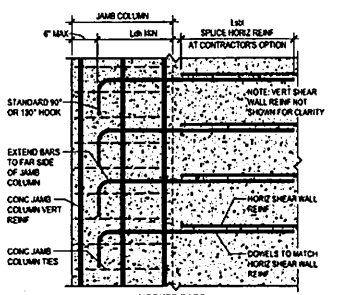 JAMB COLUMN
Lsbt
SPLICE HORIZ REINF
AT CONTRACTOR'S OPTION
6" MAX
Ldh MIN
STANDARD 90°
OR 130° HOOK
NOTE: VERT SHEAR
WALL REINF NOT
SHOWN FOR CLARITY
EXTEND BARS
TO FAR SIDE
OF JAMB
COLUMN
CONC JAMB
COLUMN VERT
REINF
HORIZ SHEAR WALL
REINF
CONC JAMB
COLUMN TIES
DOWELS TO MATCH
HORIZ SHEAR WALL
REINF